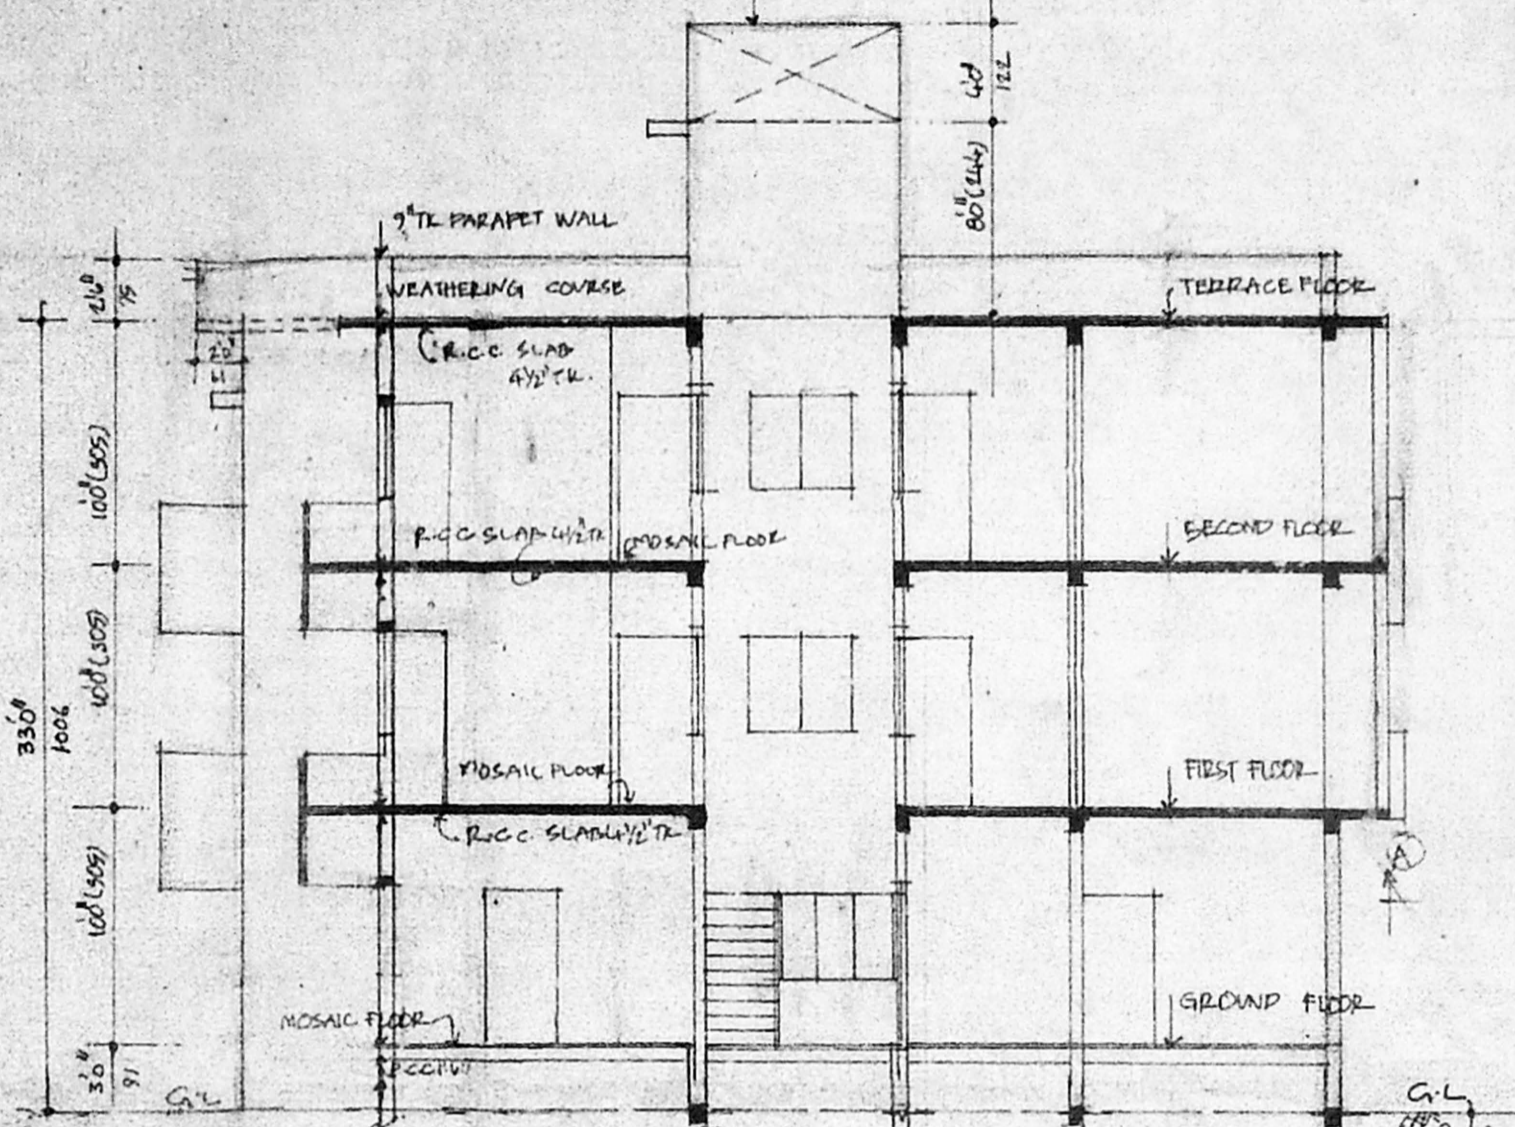 4'0"
122
8'0"(244)
9" TK PARAPET WALL
2'6"
75
WEATHERING COURSE
TERRACE FLOOR
R.C.C. SLAB
4½" TK.
2'0"
10'0"(305)
R.C.C SLAB 4½" TK
MOSAIC FLOOR
SECOND FLOOR
10'0"(305)
33'0"
1006
MOSAIC FLOOR
FIRST FLOOR
R.C.C. SLAB 4½" TK
A
10'0"(305)
MOSAIC FLOOR
GROUND FLOOR
3'0"
91
G.L
G.L